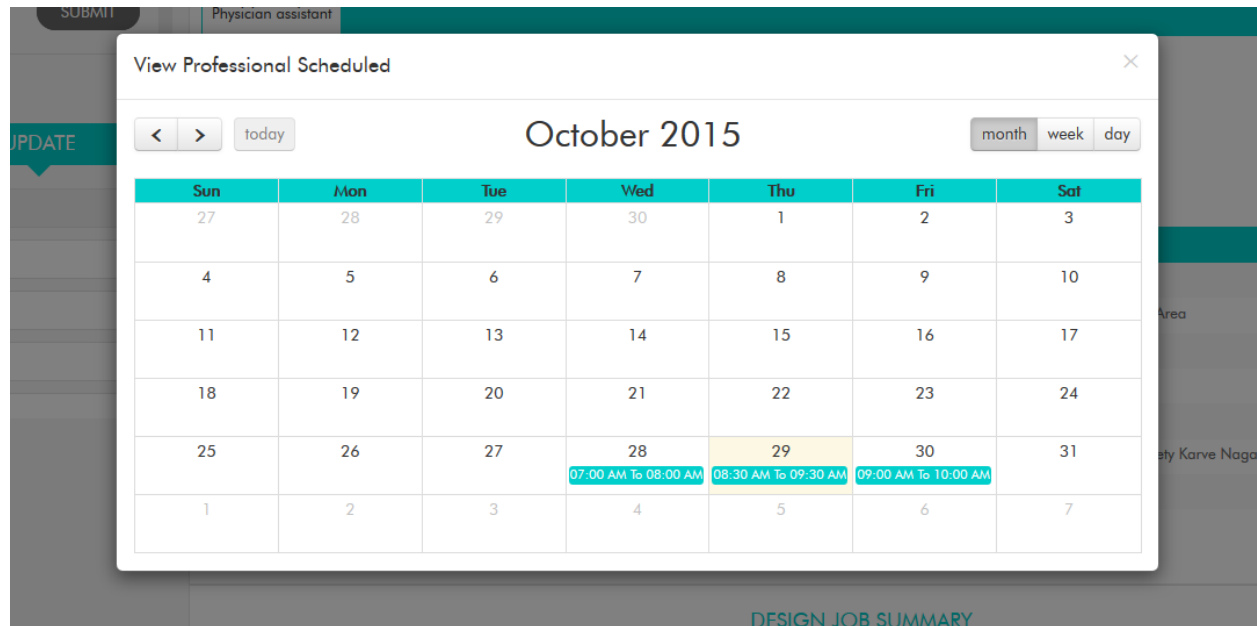 SUBMIT
Physician assistant
View Professional Scheduled ×
< > today October 2015 month week day
UPDATE
Sun Mon Tue Wed Thu Fri Sat
27 28 29 30 1 2 3
4 5 6 7 8 9 10
Area
11 12 13 14 15 16 17
18 19 20 21 22 23 24
25 26 27 28 29 30 31
ety Karve Naga
07:00 AM To 08:00 AM 08:30 AM To 09:30 AM 09:00 AM To 10:00 AM
1 2 3 4 5 6 7
DESIGN JOB SUMMARY